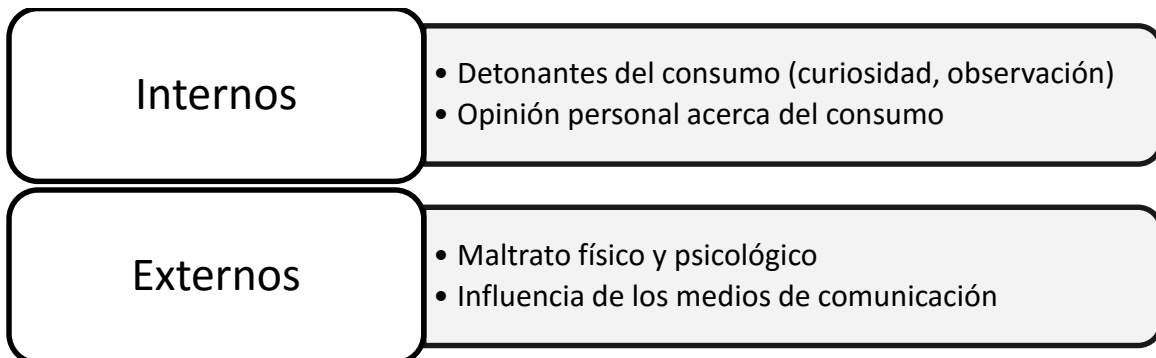 Internos
• Detonantes del consumo (curiosidad, observación)
• Opinión personal acerca del consumo
Externos
• Maltrato físico y psicológico
• Influencia de los medios de comunicación